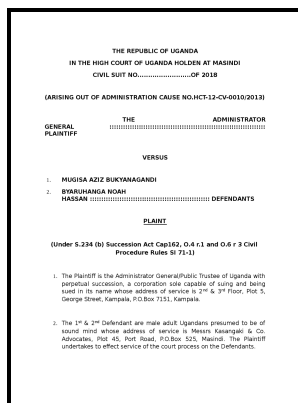 THE REPUBLIC OF UGANDA
IN THE HIGH COURT OF UGANDA HOLDEN AT MASINDI
CIVIL SUIT NO........................OF 2018
(ARISING OUT OF ADMINISTRATION CAUSE NO.HCT-12-CV-0010/2013)
THE ADMINISTRATOR
GENERAL ::::::::::::::::::::::::::::::::::::::::::::::::::::::::::::
PLAINTIFF
VERSUS
1. MUGISA AZIZ BUKYANAGANDI
2. BYARUHANGA NOAH
HASSAN :::::::::::::::::::::::::::::::::::::::::::::: DEFENDANTS
PLAINT
(Under S.234 (b) Succession Act Cap162, O.4 r.1 and O.6 r 3 Civil
Procedure Rules SI 71-1)
1. The Plaintiff is the Administrator General/Public Trustee of Uganda with
perpetual succession, a corporation sole capable of suing and being
sued in its name whose address of service is 2nd & 3rd Floor, Plot 5,
George Street, Kampala, P.O.Box 7151, Kampala.
2. The 1st & 2nd Defendant are male adult Ugandans presumed to be of
sound mind whose address of service is Messrs Kasangaki & Co.
Advocates, Plot 45, Port Road, P.O.Box 525, Masindi. The Plaintiff
undertakes to effect service of the court process on the Defendants.